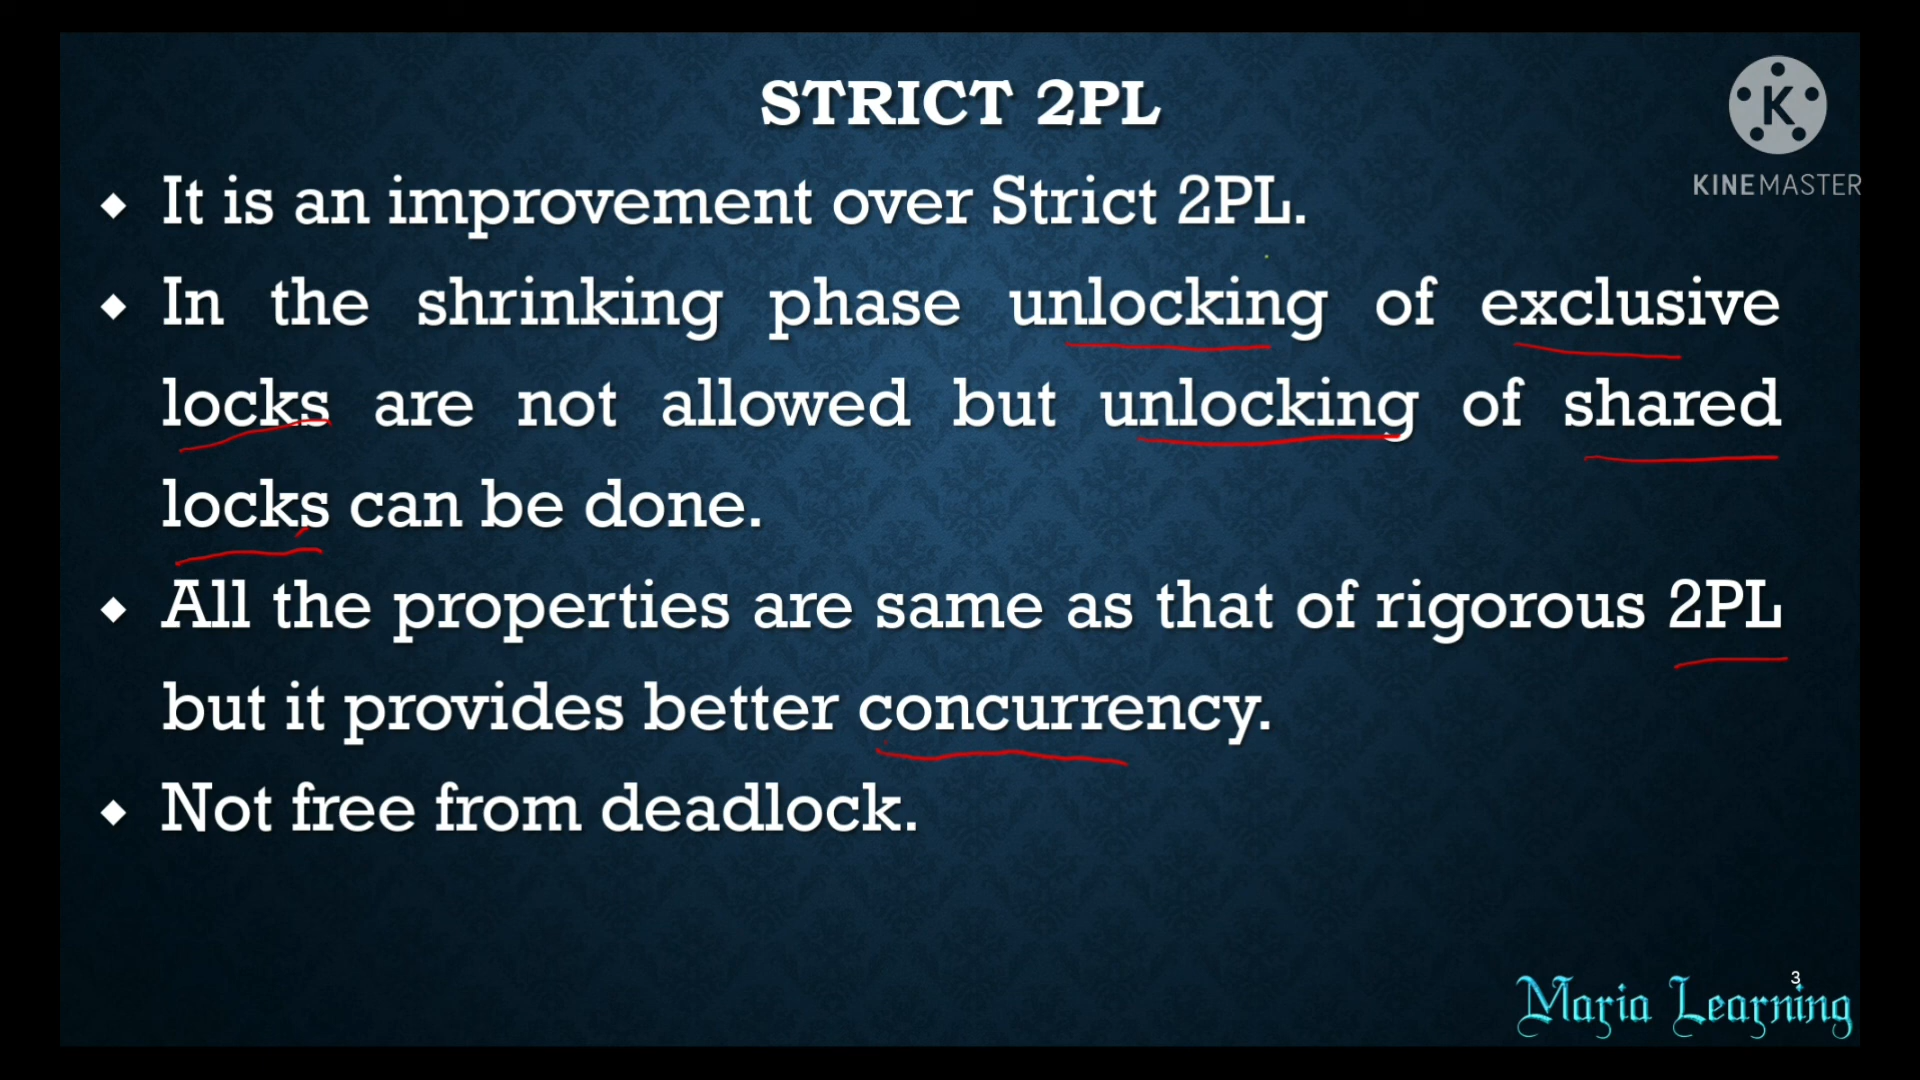 STRICT 2PL
K
KINEMASTER
◆ It is an improvement over Strict 2PL.
◆ In the shrinking phase unlocking of exclusive
locks are not allowed but unlocking of shared
locks can be done.
◆ All the properties are same as that of rigorous 2PL
but it provides better concurrency.
◆ Not free from deadlock.
3
Maria Learning